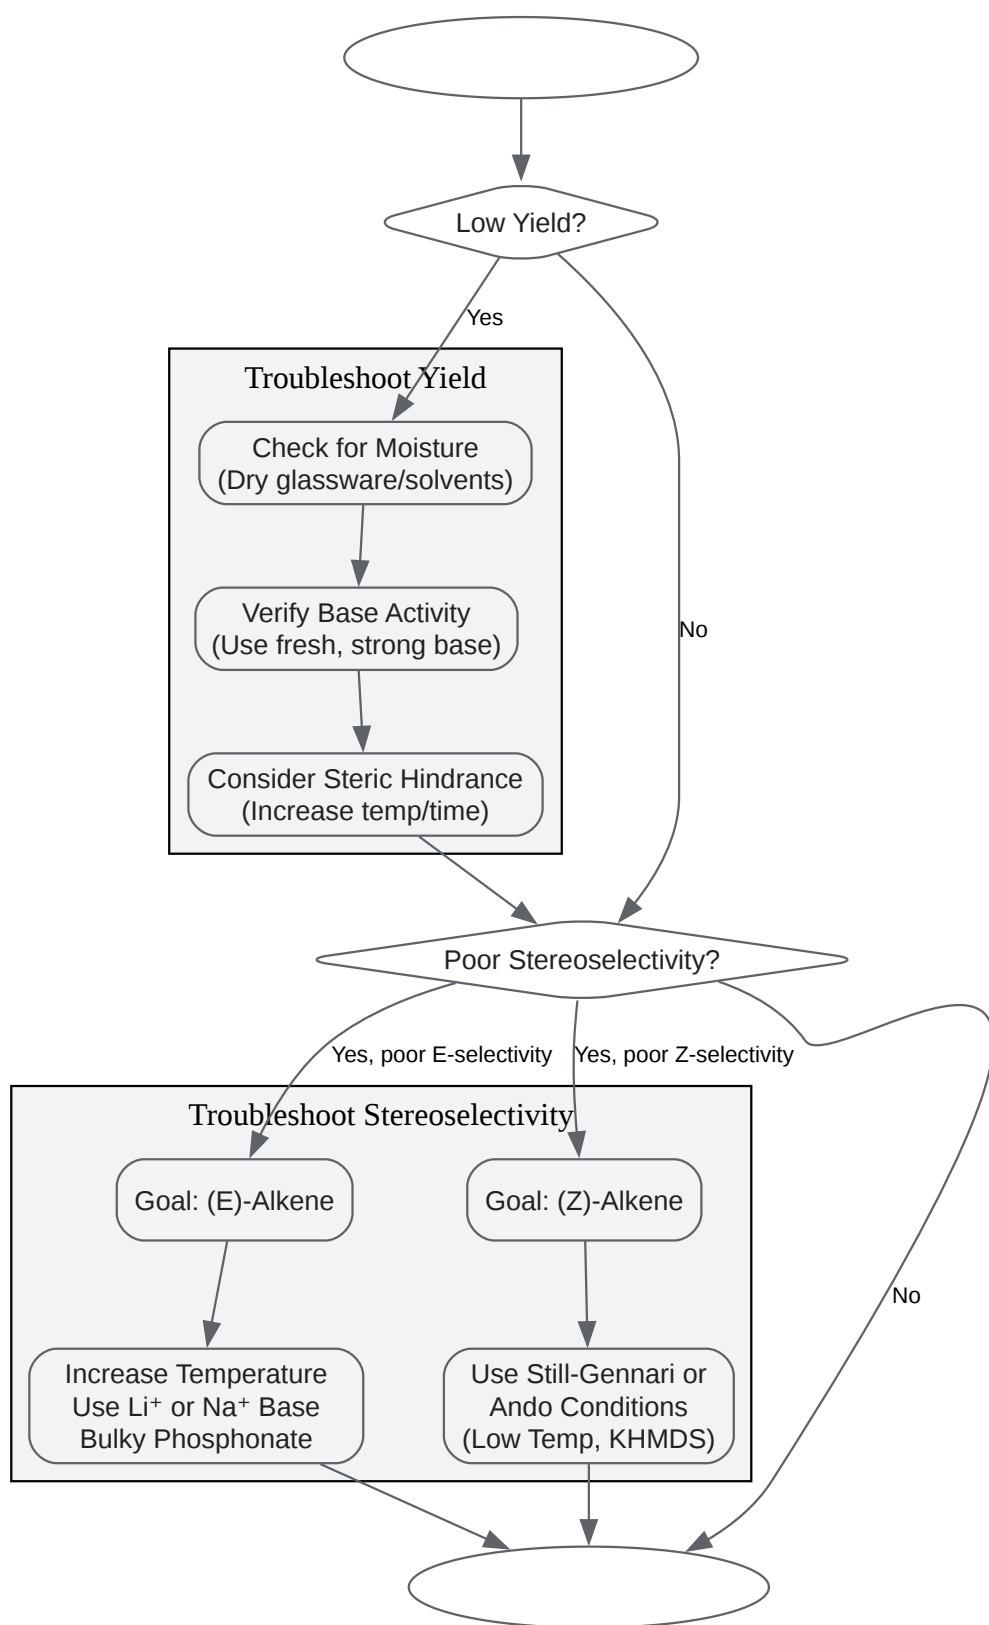 Low Yield?
Yes
Troubleshoot Yield
Check for Moisture
(Dry glassware/solvents)
Verify Base Activity
(Use fresh, strong base)
No
Consider Steric Hindrance
(Increase temp/time)
Poor Stereoselectivity?
Yes, poor E-selectivity
Yes, poor Z-selectivity
Troubleshoot Stereoselectivity
Goal: (E)-Alkene
Goal: (Z)-Alkene
No
Increase Temperature
Use Li⁺ or Na⁺ Base
Bulky Phosphonate
Use Still-Gennari or
Ando Conditions
(Low Temp, KHMDS)